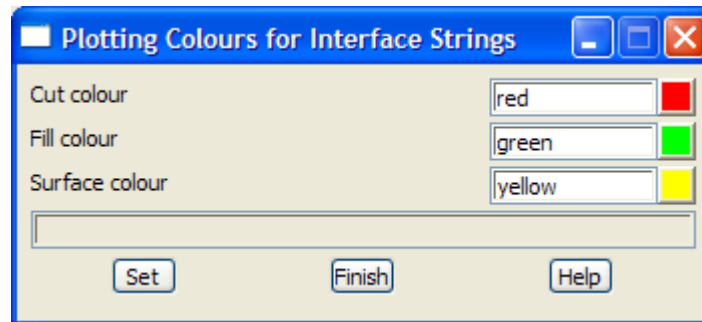 Plotting Colours for Interface Strings
Cut colour red
Fill colour green
Surface colour yellow
Set Finish Help